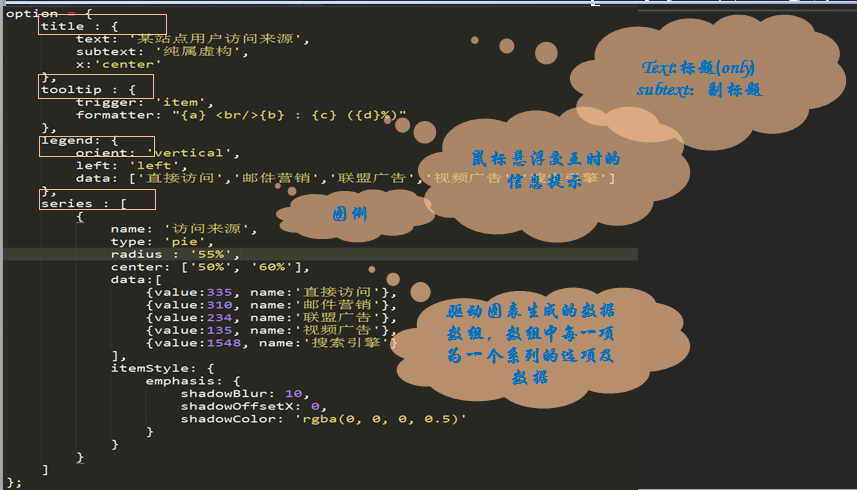 option = {
title : {
text: '某站点用户访问来源',
subtext: '纯属虚构',
x:'center'
},
tooltip : {
trigger: 'item',
formatter: "{a} <br/>{b} : {c} ({d}%)"
},
legend: {
orient: 'vertical',
left: 'left',
data: ['直接访问','邮件营销','联盟广告','视频广告','搜索引擎']
},
series : [
{
name: '访问来源',
type: 'pie',
radius : '55%',
center: ['50%', '60%'],
data:[
{value:335, name:'直接访问'},
{value:310, name:'邮件营销'},
{value:234, name:'联盟广告'},
{value:135, name:'视频广告'},
{value:1548, name:'搜索引擎'}
],
itemStyle: {
emphasis: {
shadowBlur: 10,
shadowOffsetX: 0,
shadowColor: 'rgba(0, 0, 0, 0.5)'
}
}
}
]
};
Text:标题(only)
subtext: 副标题
鼠标悬浮交互时的
信息提示
图例
驱动图表生成的数据
数组，数组中每一项
为一个系列的选项及
数据